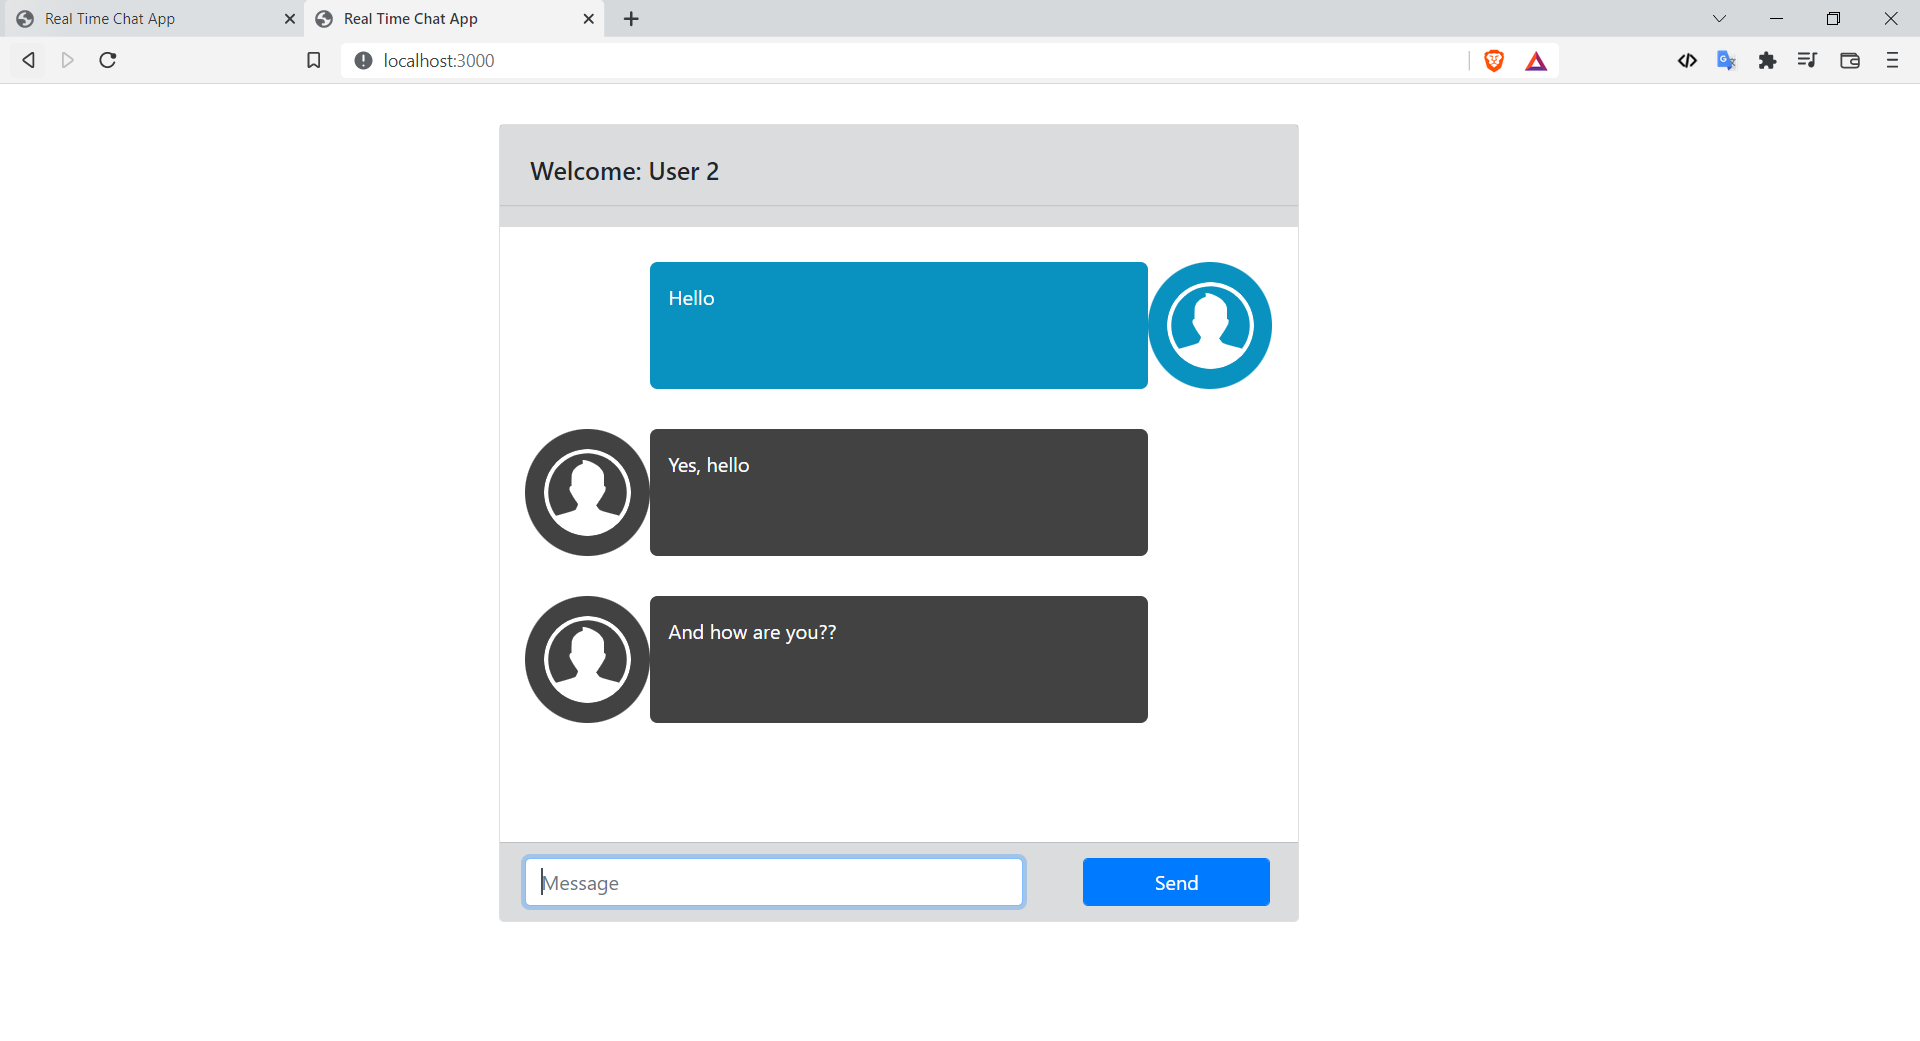 Real Time Chat App
Real Time Chat App
localhost:3000
Welcome: User 2
Hello
Yes, hello
And how are you??
Message
Send